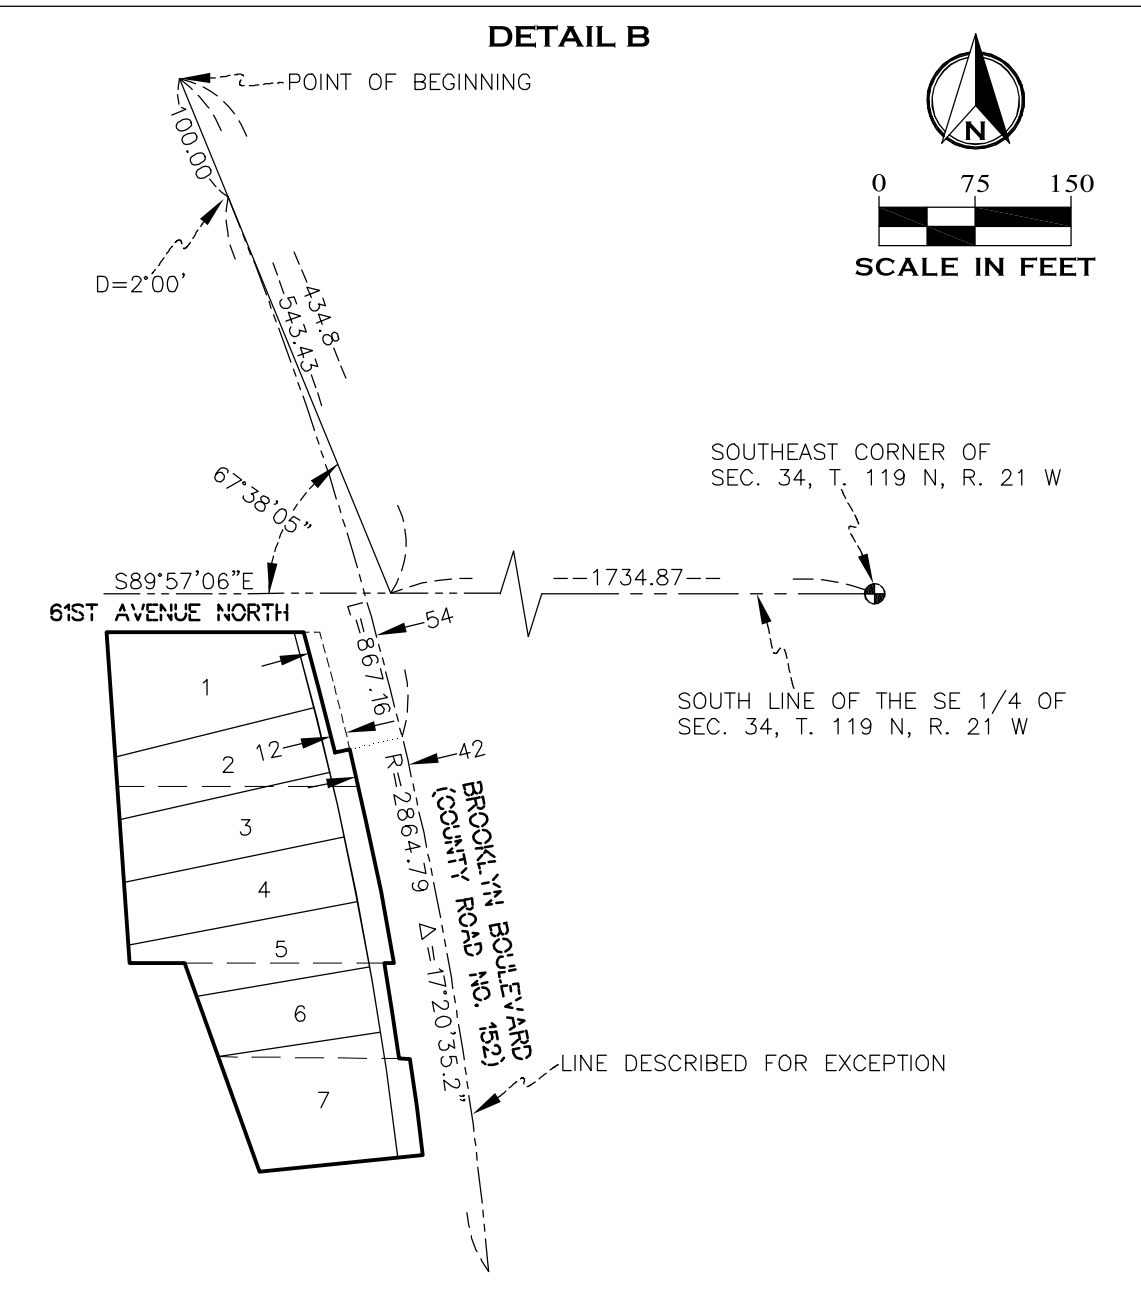 DETAIL B
POINT OF BEGINNING
N
0 75 150
SCALE IN FEET
100.00
D=2°00'
434.8
543.43
67°38'05"
SOUTHEAST CORNER OF
SEC. 34, T. 119 N, R. 21 W
S89°57'06"E
1734.87
61ST AVENUE NORTH
L=867.16
54
SOUTH LINE OF THE SE 1/4 OF
SEC. 34, T. 119 N, R. 21 W
1
12
42
2
R=2864.79 Δ=17°20'35.2"
BROOKLYN BOULEVARD
(COUNTY ROAD NO. 152)
3
4
5
6
7
LINE DESCRIBED FOR EXCEPTION